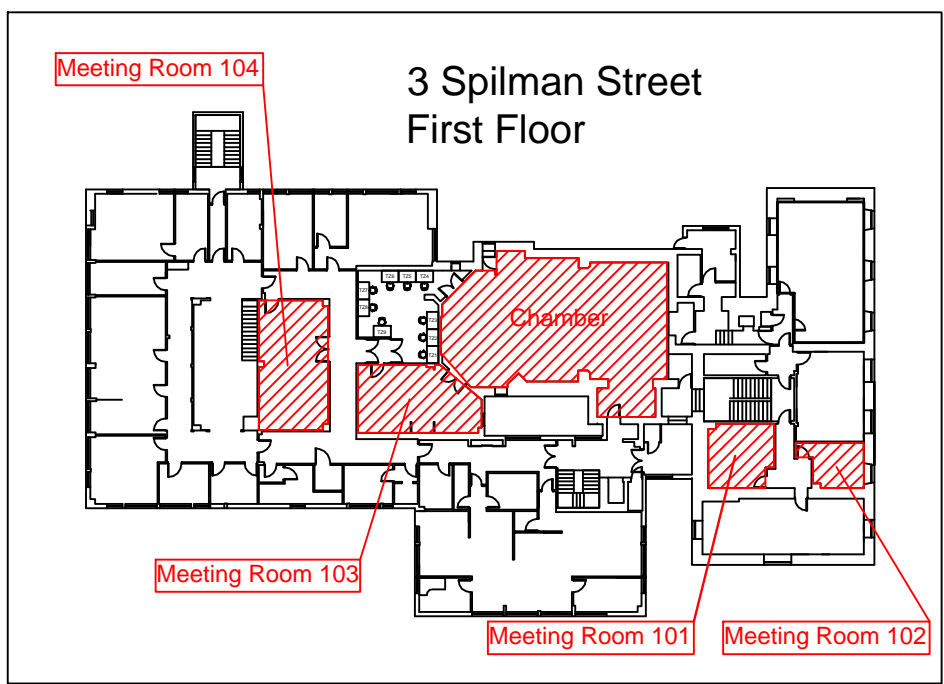 Meeting Room 104
3 Spilman Street
First Floor
Chamber
Meeting Room 103
Meeting Room 101
Meeting Room 102